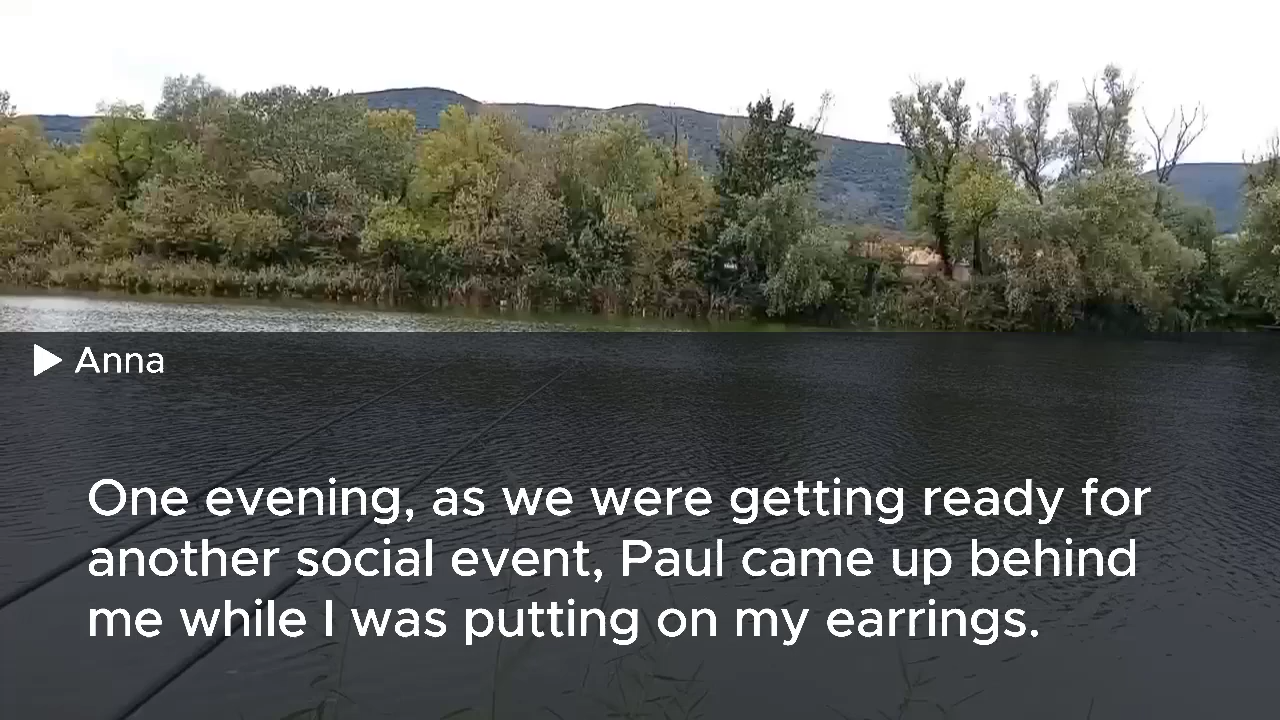 Anna
One evening, as we were getting ready for
another social event, Paul came up behind
me while I was putting on my earrings.